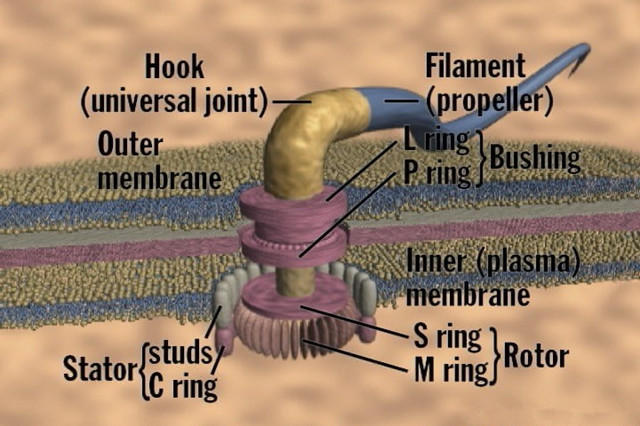 Hook
(universal joint)
Filament
(propeller)
Outer
membrane
L ring
P ring
Bushing
Inner (plasma)
membrane
S ring
M ring
Rotor
Stator
studs
C ring